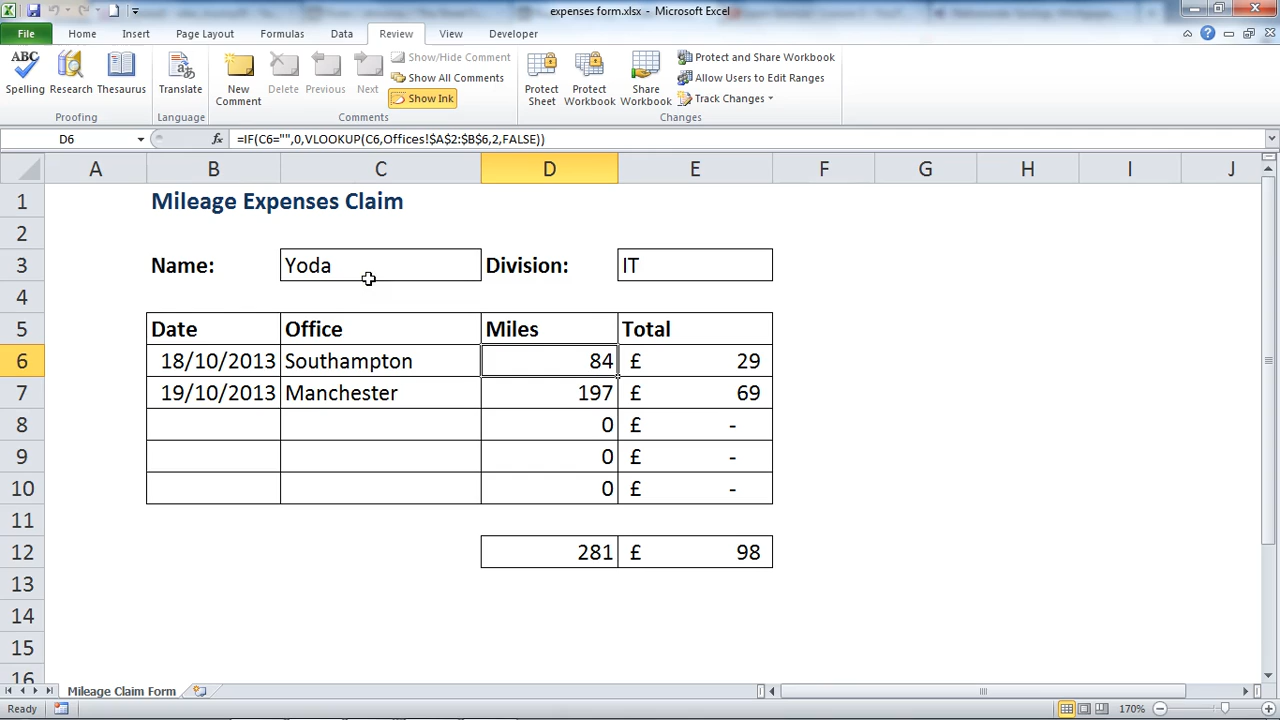 expenses form.xlsx - Microsoft Excel
File Home Insert Page Layout Formulas Data Review View Developer
ABC
Spelling Research Thesaurus
Proofing
Translate
Language
New Comment
Delete Previous Next
Show/Hide Comment
Show All Comments
Show Ink
Comments
Protect Sheet
Protect Workbook
Share Workbook
Protect and Share Workbook
Allow Users to Edit Ranges
Track Changes
Changes
D6 fx =IF(C6="",0,VLOOKUP(C6,Offices!$A$2:$B$6,2,FALSE))
A B C D E F G H I J
1 Mileage Expenses Claim
2
3 Name: Yoda Division: IT
4
5 Date Office Miles Total
6 18/10/2013 Southampton 84 £ 29
7 19/10/2013 Manchester 197 £ 69
8 0 £ -
9 0 £ -
10 0 £ -
11
12 281 £ 98
13
14
15
16
Mileage Claim Form
Ready 170%